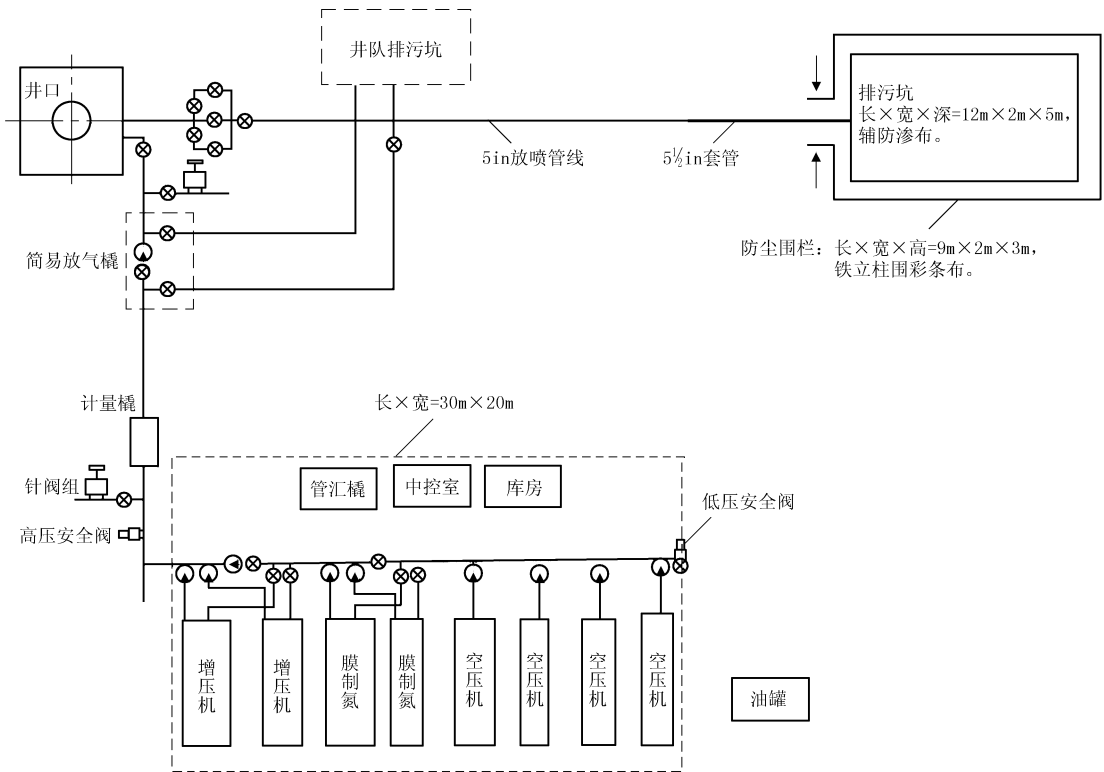 井队排污坑
井口
排污坑
长×宽×深=12m×2m×5m，
辅防渗布。
5in放喷管线
5½in套管
防尘围栏：长×宽×高=9m×2m×3m，
铁立柱围彩条布。
简易放气橇
计量橇
长×宽=30m×20m
针阀组
管汇橇
中控室
库房
低压安全阀
高压安全阀
增压机
增压机
膜制氮
膜制氮
空压机
空压机
空压机
空压机
油罐